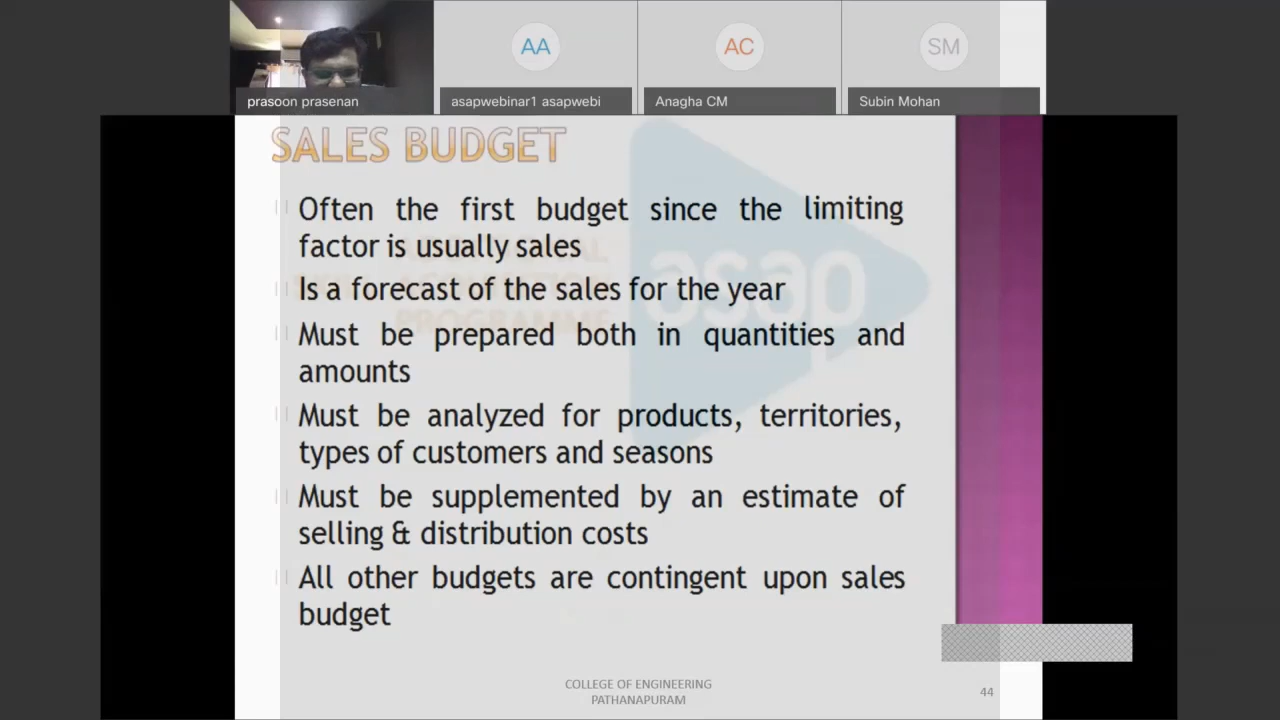 AA
AC
SM
prasoon prasenan
asapwebinar1 asapwebi
Anagha CM
Subin Mohan
SALES BUDGET
Often the first budget since the limiting
factor is usually sales
Is a forecast of the sales for the year
Must be prepared both in quantities and
amounts
Must be analyzed for products, territories,
types of customers and seasons
Must be supplemented by an estimate of
selling & distribution costs
All other budgets are contingent upon sales
budget
asap
PROGRAMME
COLLEGE OF ENGINEERING
PATHANAPURAM
44